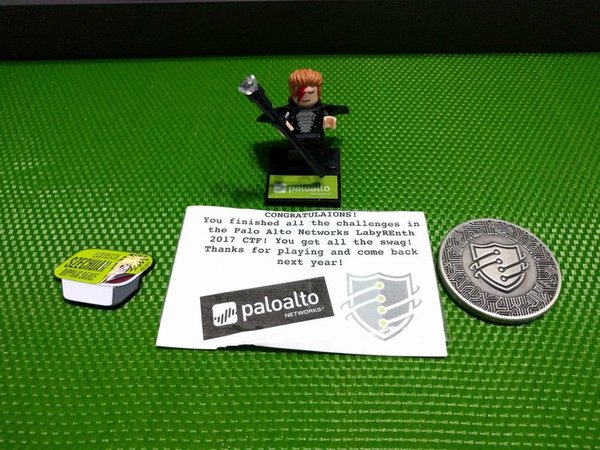 paloalto
CONGRATULAIONS!
You finished all the challenges in
the Palo Alto Networks LabyREnth
2017 CTF! You get all the swag!
Thanks for playing and come back
next year!
paloalto
NETWORKS